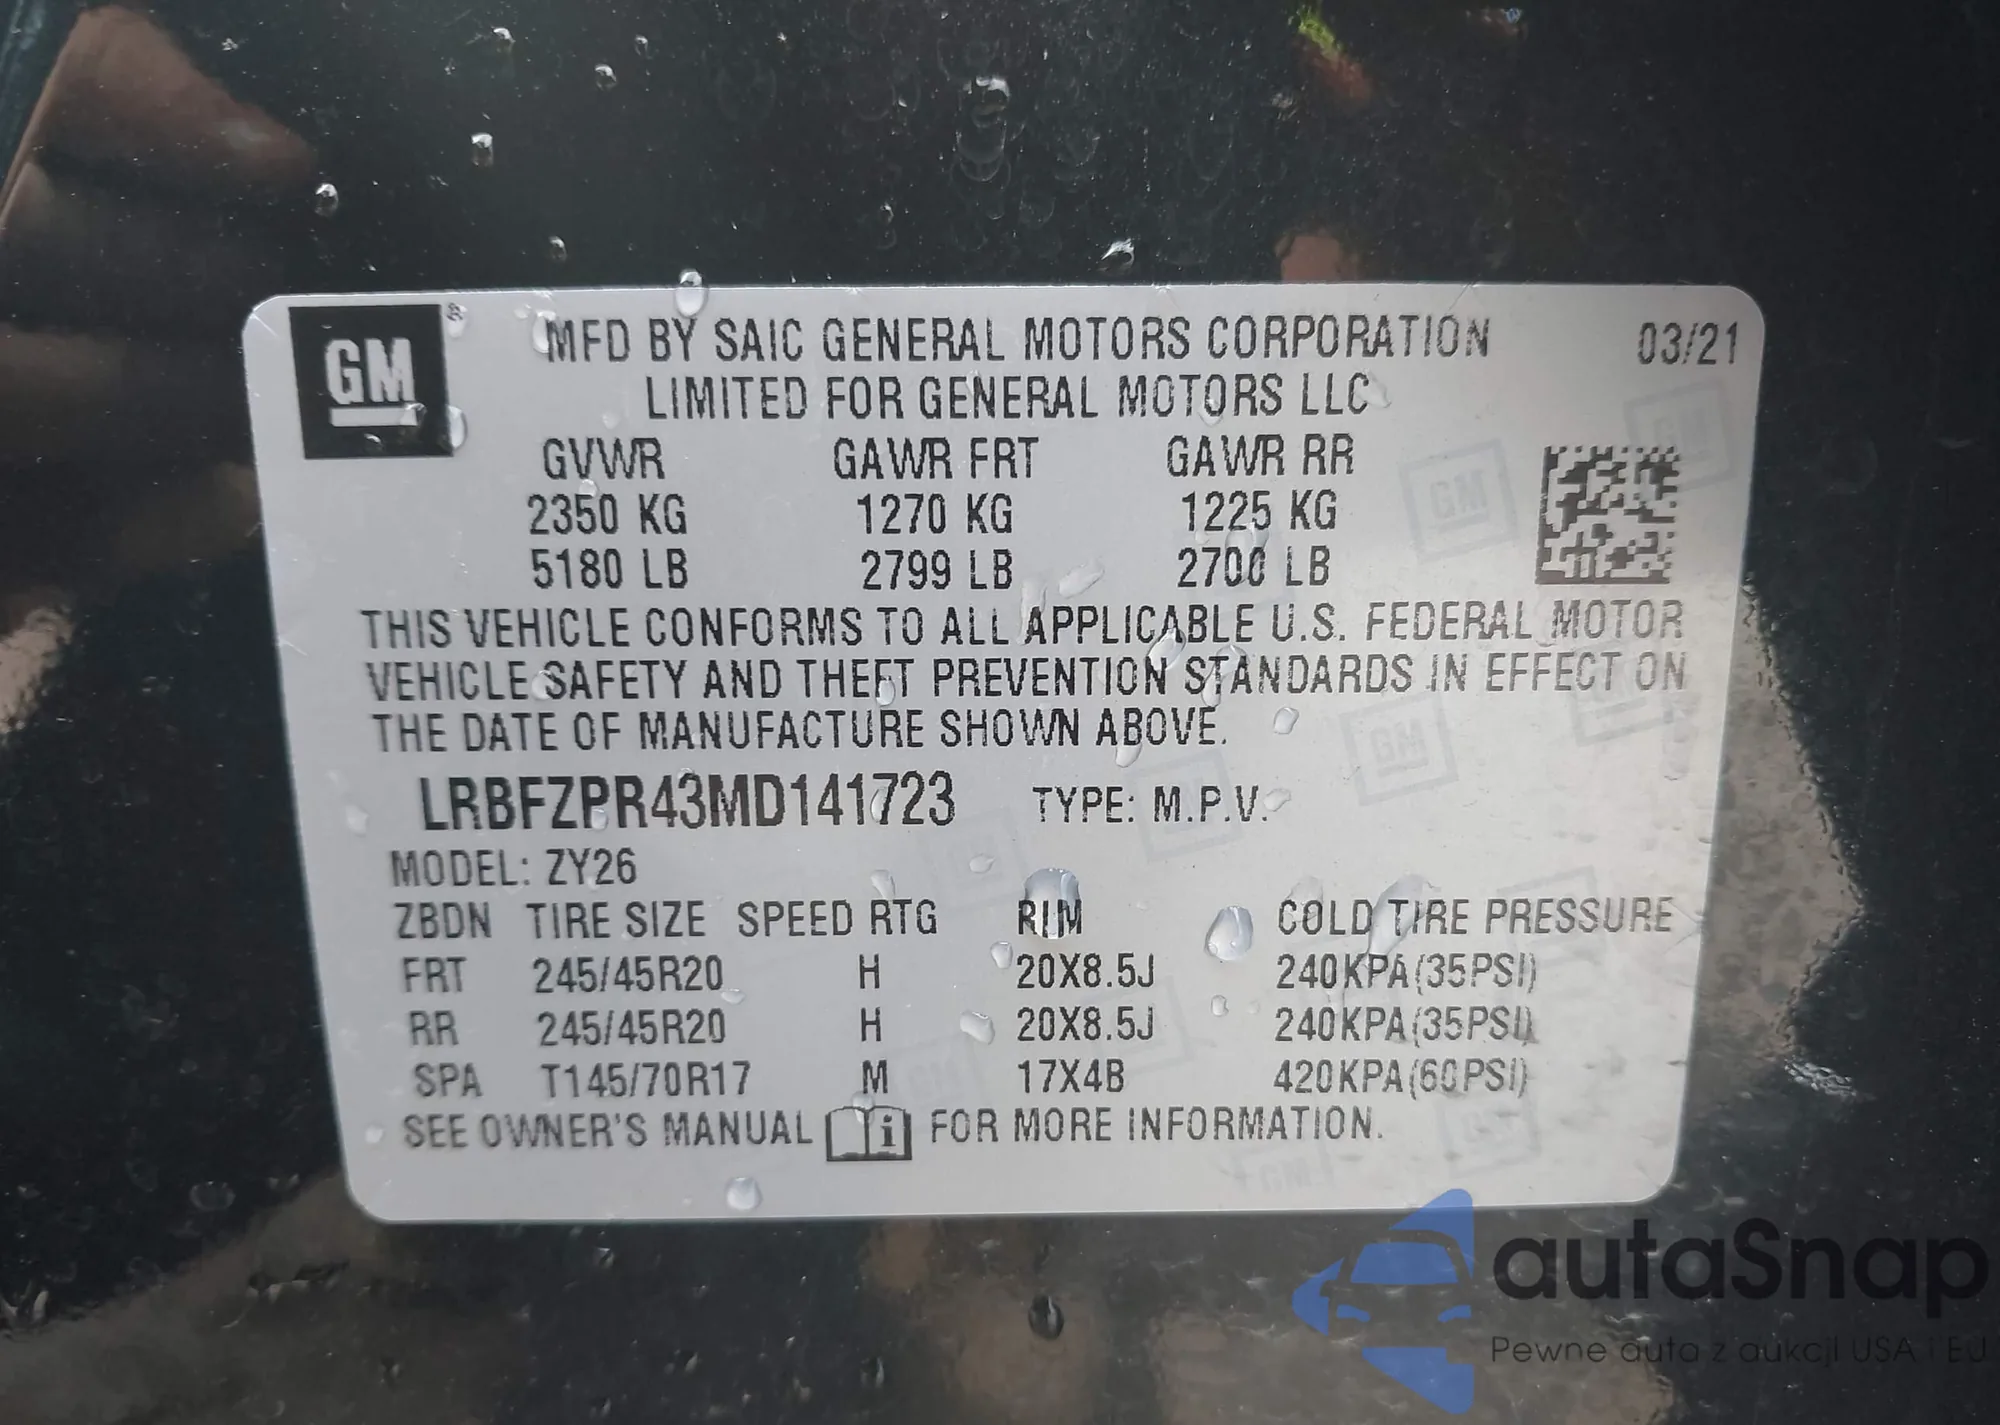 GM ®
MFD BY SAIC GENERAL MOTORS CORPORATION 03/21
LIMITED FOR GENERAL MOTORS LLC
GVWR GAWR FRT GAWR RR
2350 KG 1270 KG 1225 KG
5180 LB 2799 LB 2700 LB
THIS VEHICLE CONFORMS TO ALL APPLICABLE U.S. FEDERAL MOTOR
VEHICLE SAFETY AND THEFT PREVENTION STANDARDS IN EFFECT ON
THE DATE OF MANUFACTURE SHOWN ABOVE.
LRBFZPR43MD141723 TYPE: M.P.V.
MODEL: ZY26
ZBDN TIRE SIZE SPEED RTG RIM COLD TIRE PRESSURE
FRT 245/45R20 H 20X8.5J 240KPA(35PSI)
RR 245/45R20 H 20X8.5J 240KPA(35PSI)
SPA T145/70R17 M 17X4B 420KPA(60PSI)
SEE OWNER'S MANUAL i FOR MORE INFORMATION.
autaSnap
Pewne auta z aukcji USA i EU